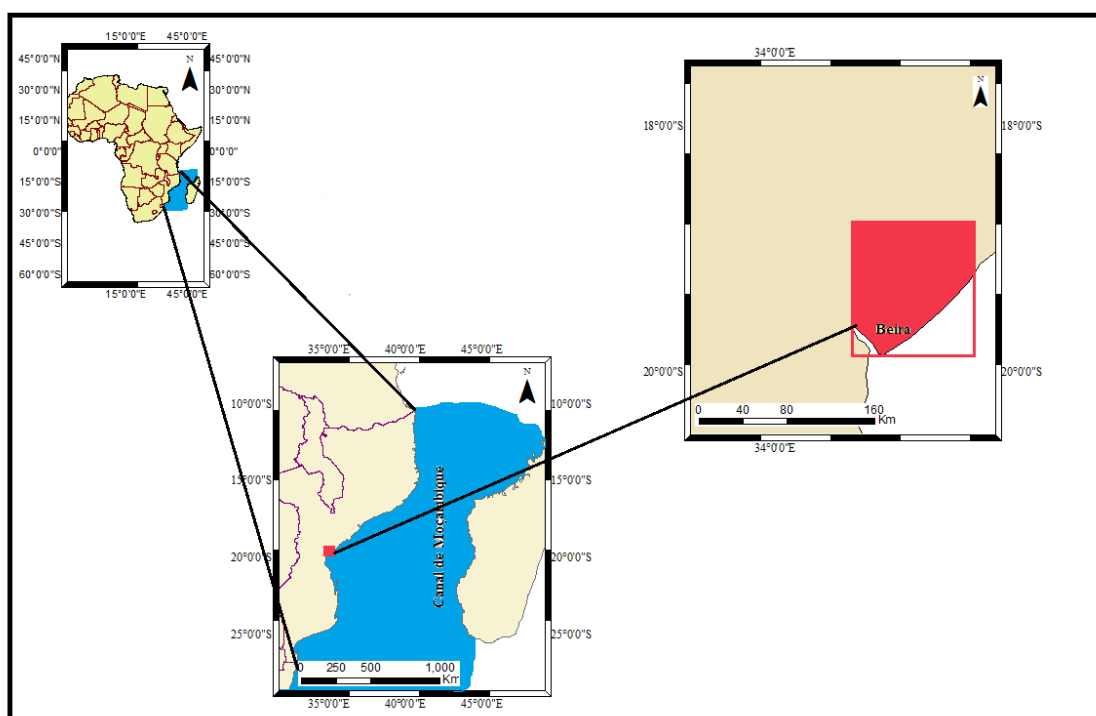 15°0'0"E 45°0'0"E
N
45°0'0"N 45°0'0"N
30°0'0"N 30°0'0"N
15°0'0"N 15°0'0"N
0°0'0" 0°0'0"
15°0'0"S 15°0'0"S
30°0'0"S 30°0'0"S
45°0'0"S 45°0'0"S
60°0'0"S 60°0'0"S
15°0'0"E 45°0'0"E
34°0'0"E
N
18°0'0"S 18°0'0"S
Beira
20°0'0"S 20°0'0"S
0 40 80 160
Km
34°0'0"E
35°0'0"E 40°0'0"E 45°0'0"E
N
10°0'0"S 10°0'0"S
15°0'0"S 15°0'0"S
Canal de Moçambique
20°0'0"S 20°0'0"S
25°0'0"S 25°0'0"S
0 250 500 1,000
Km
35°0'0"E 40°0'0"E 45°0'0"E